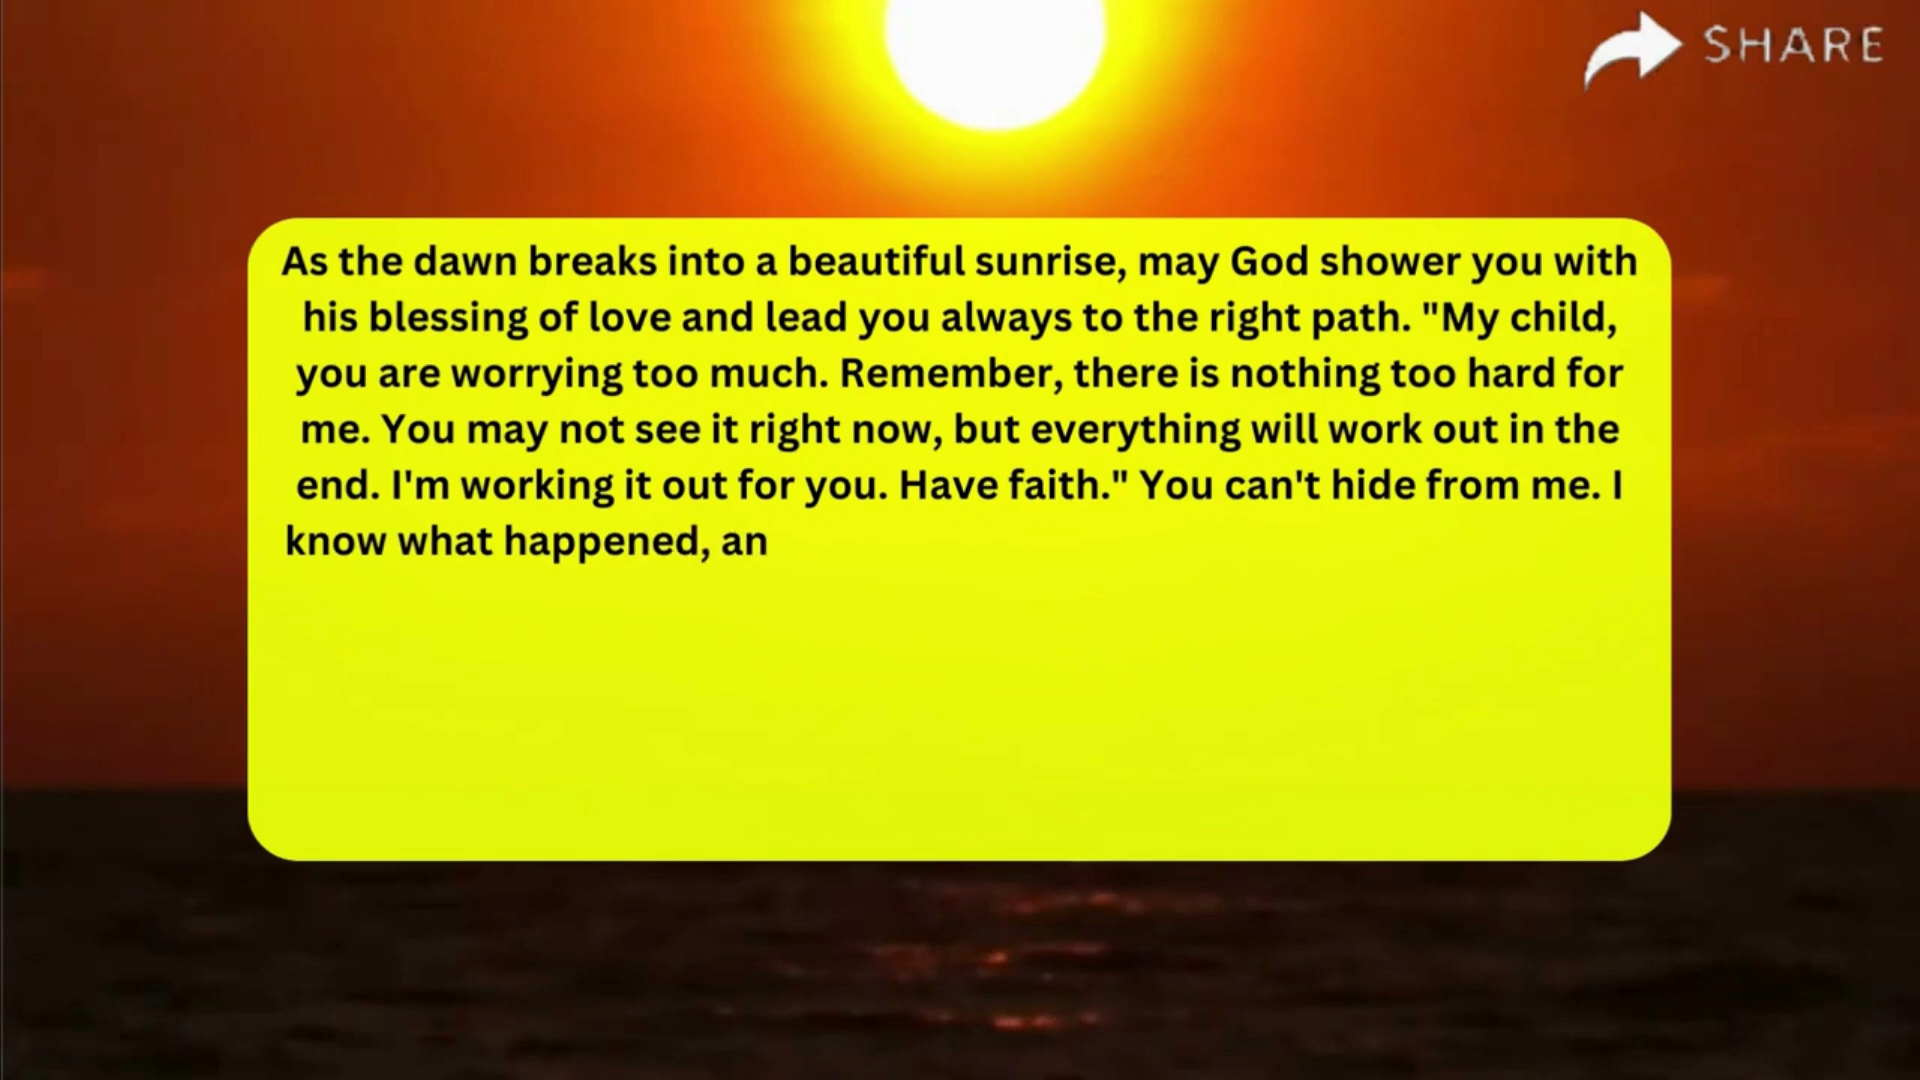 SHARE
As the dawn breaks into a beautiful sunrise, may God shower you with
his blessing of love and lead you always to the right path. "My child,
you are worrying too much. Remember, there is nothing too hard for
me. You may not see it right now, but everything will work out in the
end. I'm working it out for you. Have faith." You can't hide from me. I
know what happened, an